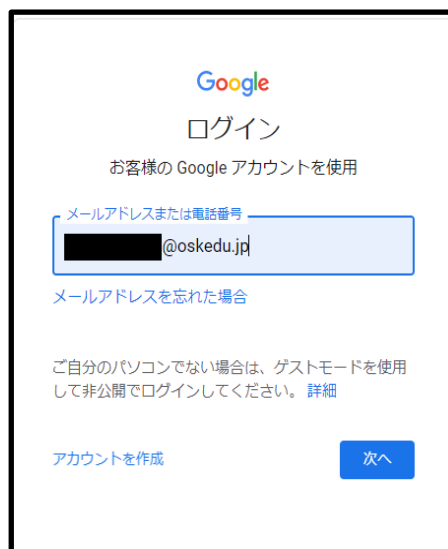 Google
ログイン
お客様の Google アカウントを使用
メールアドレスまたは電話番号
@oskedu.jp
メールアドレスを忘れた場合
ご自分のパソコンでない場合は、ゲストモードを使用
して非公開でログインしてください。 詳細
アカウントを作成
次へ